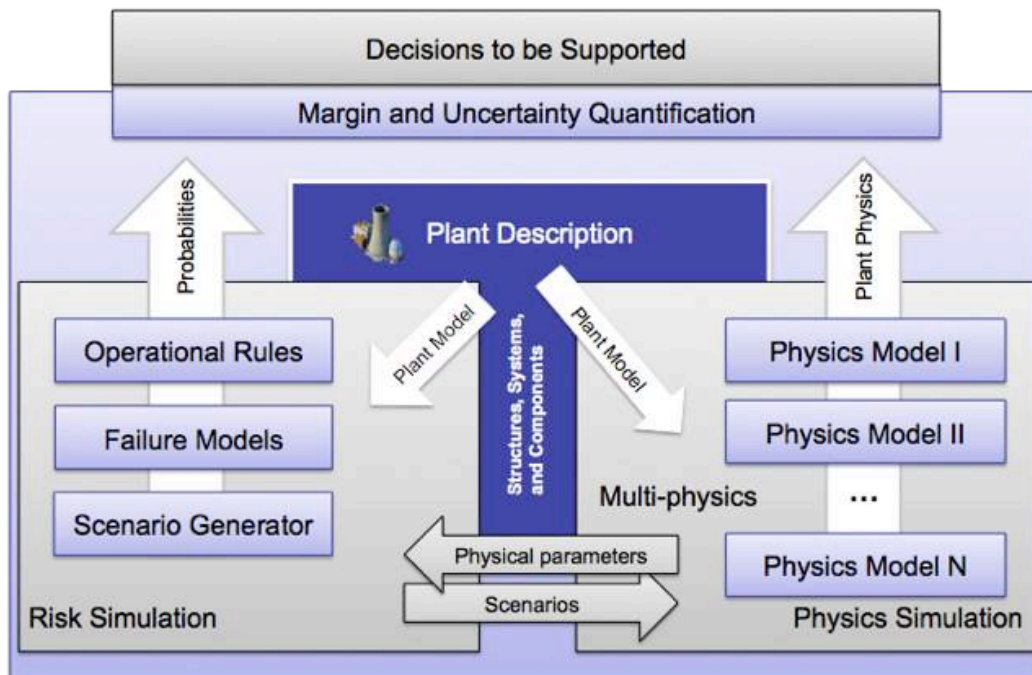 Decisions to be Supported
Margin and Uncertainty Quantification
Probabilities
Plant Description
Plant Physics
Plant Model
Structures, Systems,
and Components
Plant Model
Operational Rules
Failure Models
Scenario Generator
Risk Simulation
Physics Model I
Physics Model II
...
Multi-physics
Physics Model N
Physics Simulation
Physical parameters
Scenarios